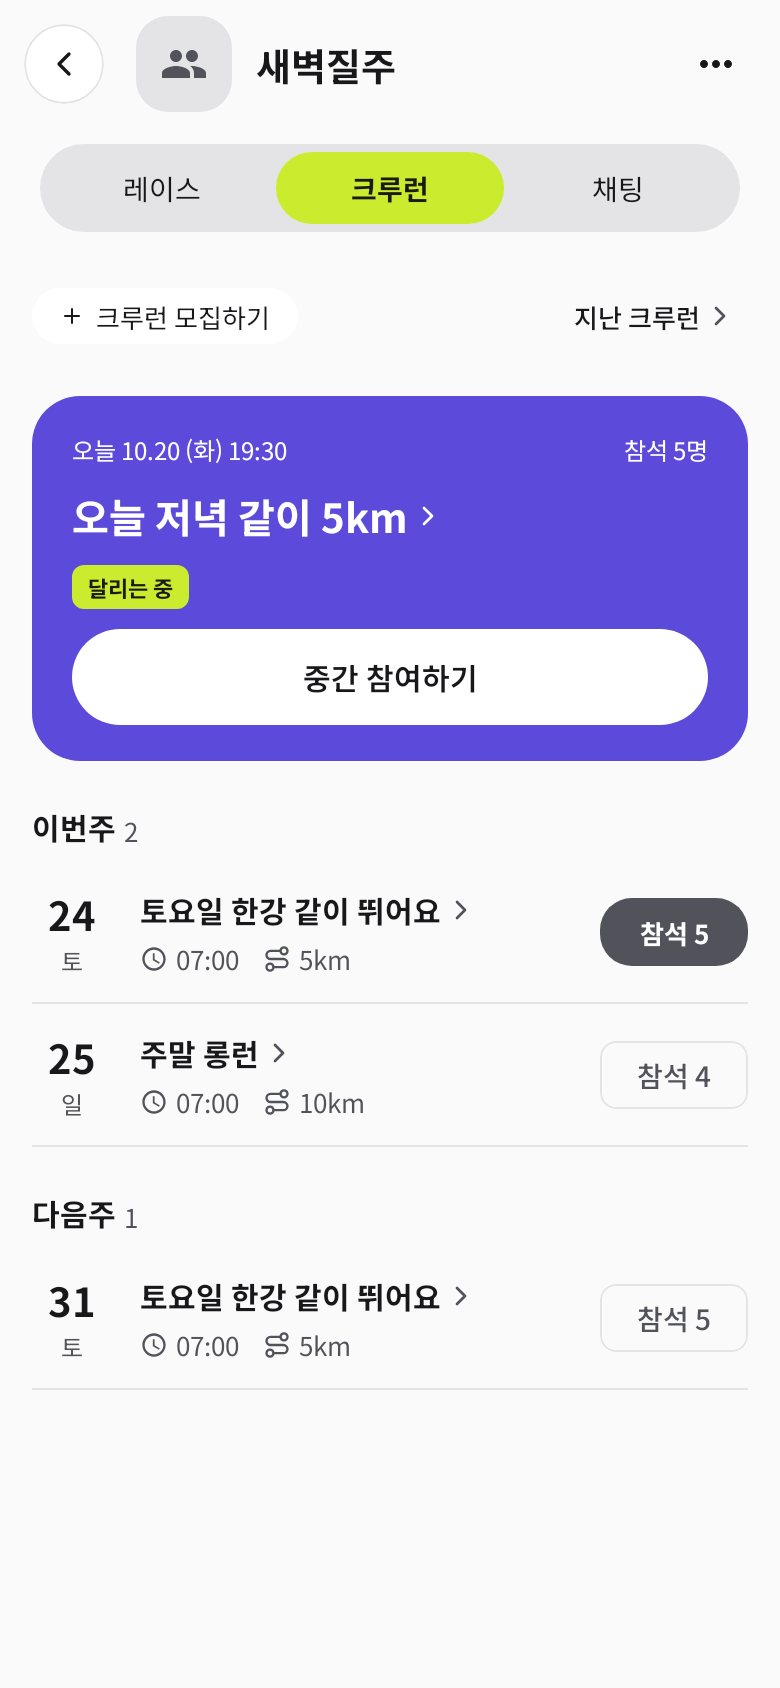 새벽질주
레이스 크루런 채팅
+ 크루런 모집하기 지난 크루런 >
오늘 10.20 (화) 19:30 참석 5명
오늘 저녁 같이 5km >
달리는 중
중간 참여하기
이번주 2
24 토요일 한강 같이 뛰어요 > 참석 5
토 07:00 5km
25 주말 롱런 > 참석 4
일 07:00 10km
다음주 1
31 토요일 한강 같이 뛰어요 > 참석 5
토 07:00 5km